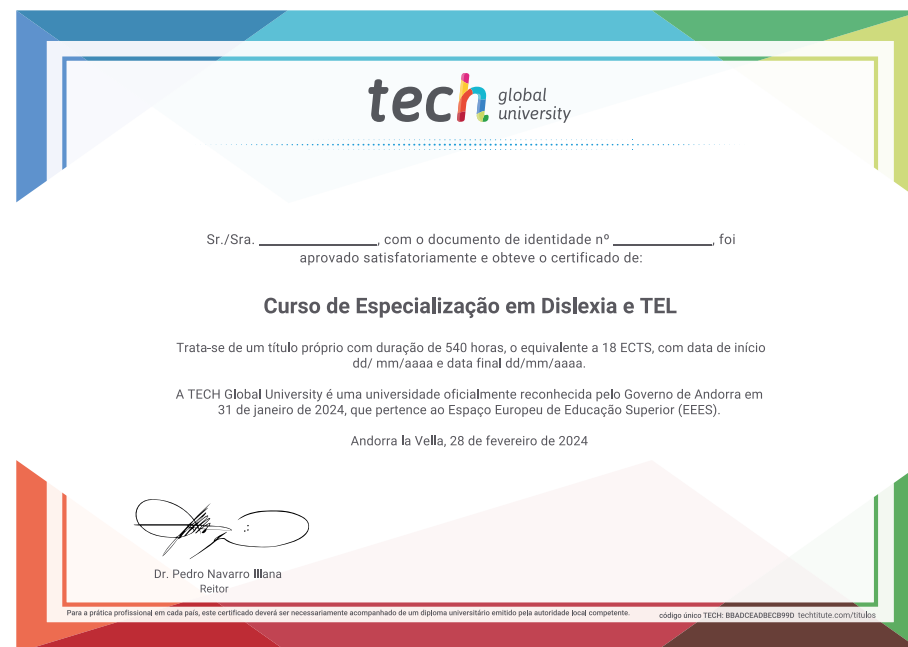 tech global university
Sr./Sra. _______________, com o documento de identidade nº _____________, foi
aprovado satisfatoriamente e obteve o certificado de:
Curso de Especialização em Dislexia e TEL
Trata-se de um título próprio com duração de 540 horas, o equivalente a 18 ECTS, com data de início
dd/ mm/aaaa e data final dd/mm/aaaa.
A TECH Global University é uma universidade oficialmente reconhecida pelo Governo de Andorra em
31 de janeiro de 2024, que pertence ao Espaço Europeu de Educação Superior (EEES).
Andorra la Vella, 28 de fevereiro de 2024
Dr. Pedro Navarro Illana
Reitor
Para a prática profissional em cada país, este certificado deverá ser necessariamente acompanhado de um diploma universitário emitido pela autoridade local competente.
código único TECH: BBADCEADBECB99D techtitute.com/titulos